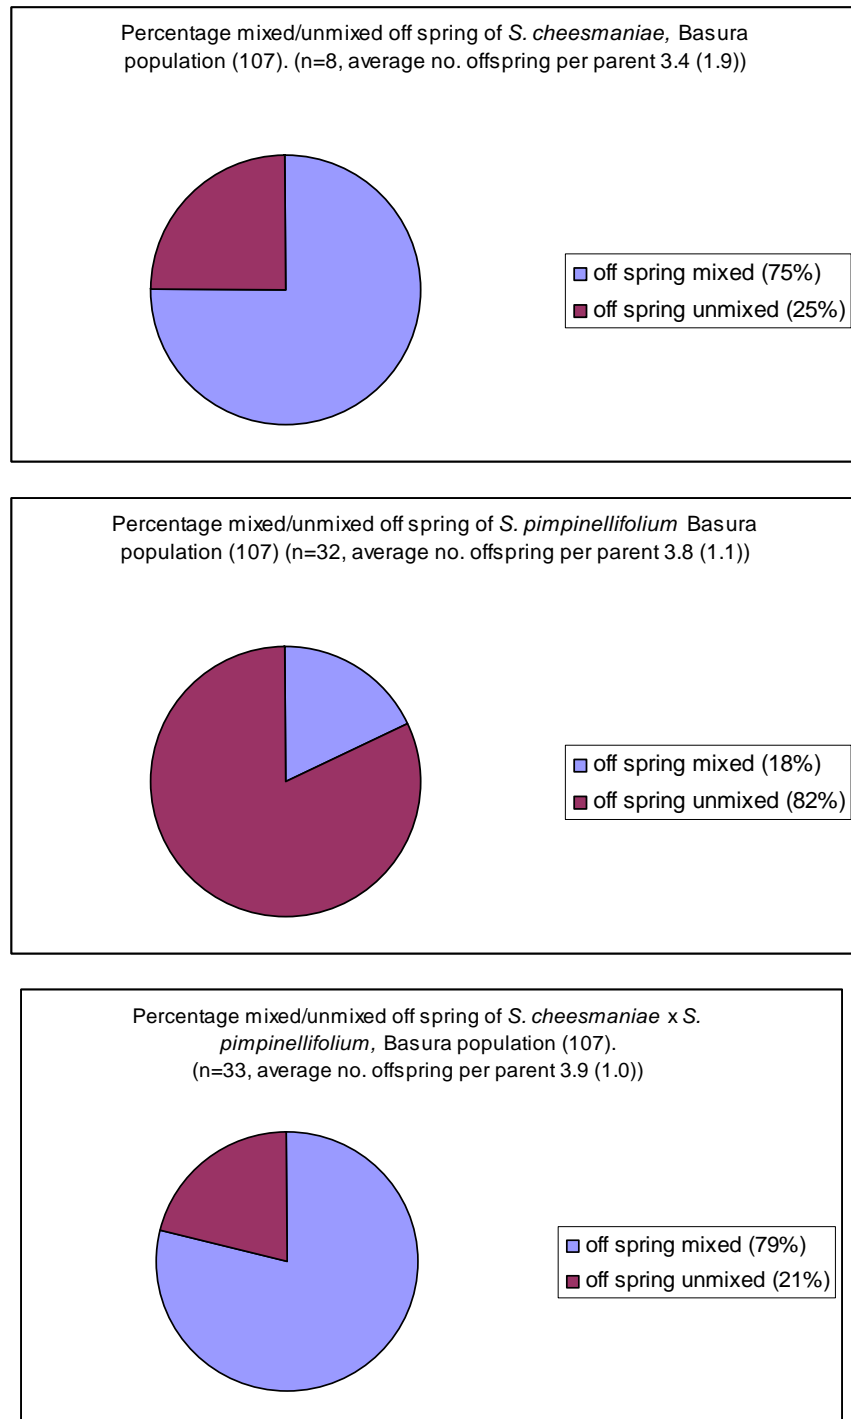 Percentage mixed/unmixed off spring of S. cheesmaniae, Basura
population (107). (n=8, average no. offspring per parent 3.4 (1.9))
off spring mixed (75%)
off spring unmixed (25%)
Percentage mixed/unmixed off spring of S. pimpinellifolium Basura
population (107) (n=32, average no. offspring per parent 3.8 (1.1))
off spring mixed (18%)
off spring unmixed (82%)
Percentage mixed/unmixed off spring of S. cheesmaniae x S.
pimpinellifolium, Basura population (107).
(n=33, average no. offspring per parent 3.9 (1.0))
off spring mixed (79%)
off spring unmixed (21%)